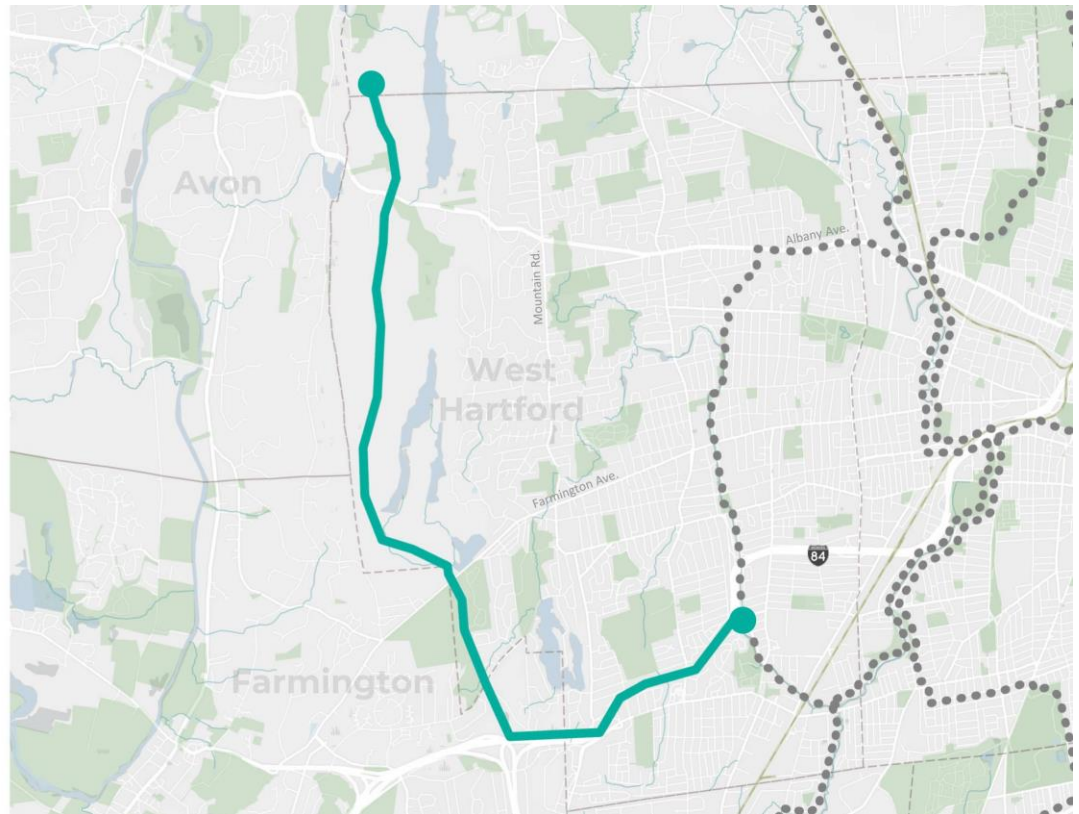 Avon
Albany Ave.
Mountain Rd.
West
Hartford
Farmington Ave.
84
Farmington